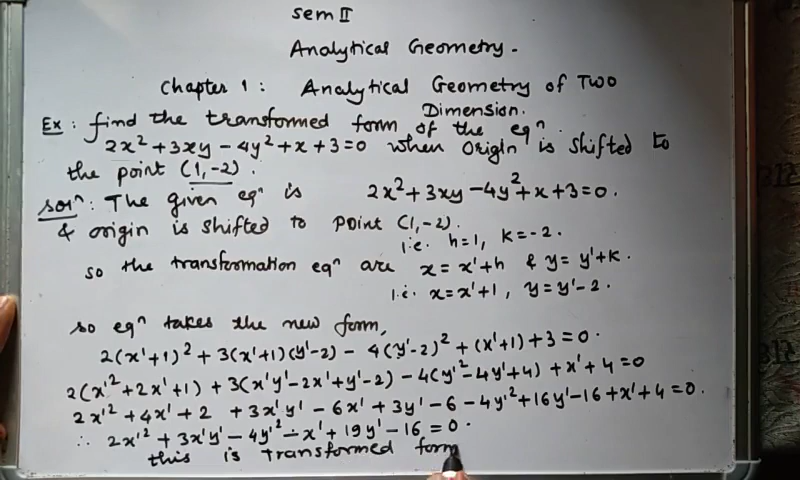 Sem II
Analytical Geometry.
Chapter 1 : Analytical Geometry of Two
Dimension.
Ex: find the transformed form of the eqⁿ.
2x² + 3xy - 4y² + x + 3 = 0 when origin is shifted to
the point (1,-2).
Solⁿ: The given eqⁿ is 2x² + 3xy - 4y² + x + 3 = 0.
& origin is shifted to point (1,-2).
i.e. h=1, k=-2.
so the transformation eqⁿ are x = x'+h & y = y'+k.
i.e. x = x'+1, y = y'-2.
so eqⁿ takes the new form,
2(x'+1)² + 3(x'+1)(y'-2) - 4(y'-2)² + (x'+1) + 3 = 0.
2(x'²+2x'+1) + 3(x'y'-2x'+y'-2) - 4(y'²-4y'+4) + x'+4 = 0
2x'² + 4x' + 2 + 3x'y' - 6x' + 3y' - 6 - 4y'² + 16y' - 16 + x' + 4 = 0.
∴ 2x'² + 3x'y' - 4y'² - x' + 19y' - 16 = 0.
this is transformed form